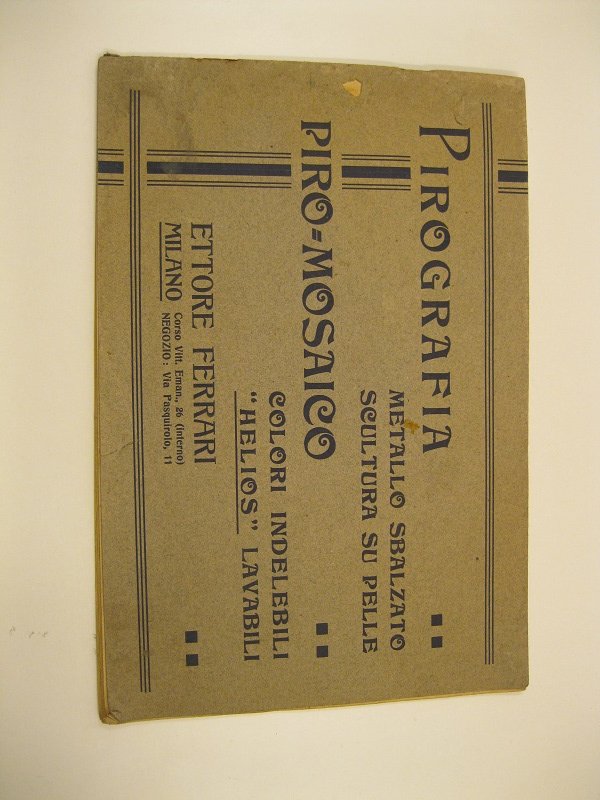 PIROGRAFIA
METALLO SBALZATO
SCULTURA SU PELLE
PIRO=MOSAICO
COLORI INDELEBILI
"HELIOS" LAVABILI
ETTORE FERRARI
MILANO Corso Vitt. Eman., 26 (interno)
NEGOZIO: Via Pasquirolo, 11